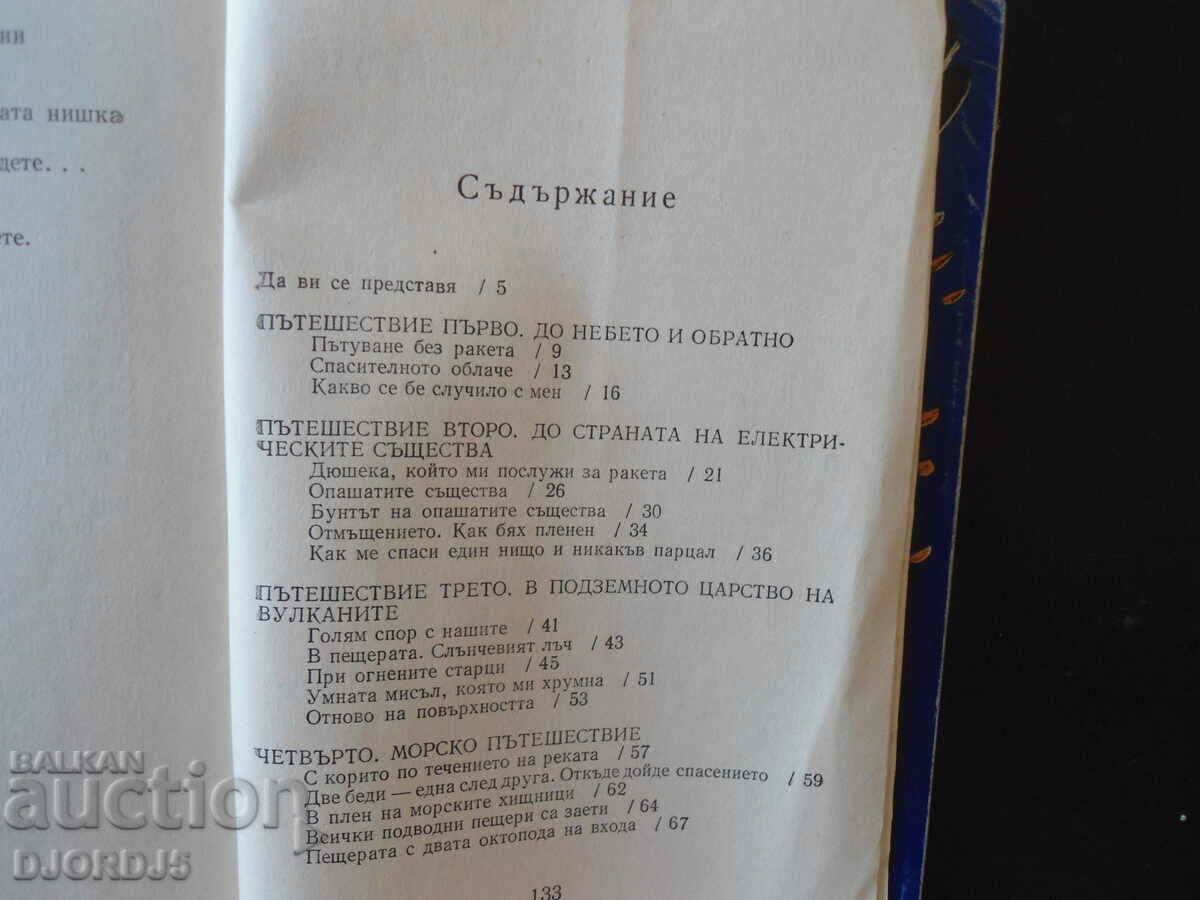 ни
ата нишка
дете...
ете.
Съдържание
Да ви се представя / 5
ПЪТЕШЕСТВИЕ ПЪРВО. ДО НЕБЕТО И ОБРАТНО
Пътуване без ракета / 9
Спасителното облаче / 13
Какво се бе случило с мен / 16
ПЪТЕШЕСТВИЕ ВТОРО. ДО СТРАНАТА НА ЕЛЕКТРИ-
ЧЕСКИТЕ СЪЩЕСТВА
Дюшека, който ми послужи за ракета / 21
Опашатите същества / 26
Бунтът на опашатите същества / 30
Отмъщението. Как бях пленен / 34
Как ме спаси един нищо и никакъв парцал / 36
ПЪТЕШЕСТВИЕ ТРЕТО. В ПОДЗЕМНОТО ЦАРСТВО НА
ВУЛКАНИТЕ
Голям спор с нашите / 41
В пещерата. Слънчевият лъч / 43
При огнените старци / 45
Умната мисъл, която ми хрумна / 51
Отново на повърхността / 53
ЧЕТВЪРТО. МОРСКО ПЪТЕШЕСТВИЕ
С корито по течението на реката / 57
Две беди — една след друга. Откъде дойде спасението / 59
В плен на морските хищници / 62
Всички подводни пещери са заети / 64
Пещерата с двата октопода на входа / 67
133
BALKAN
auction
DJORDJ5